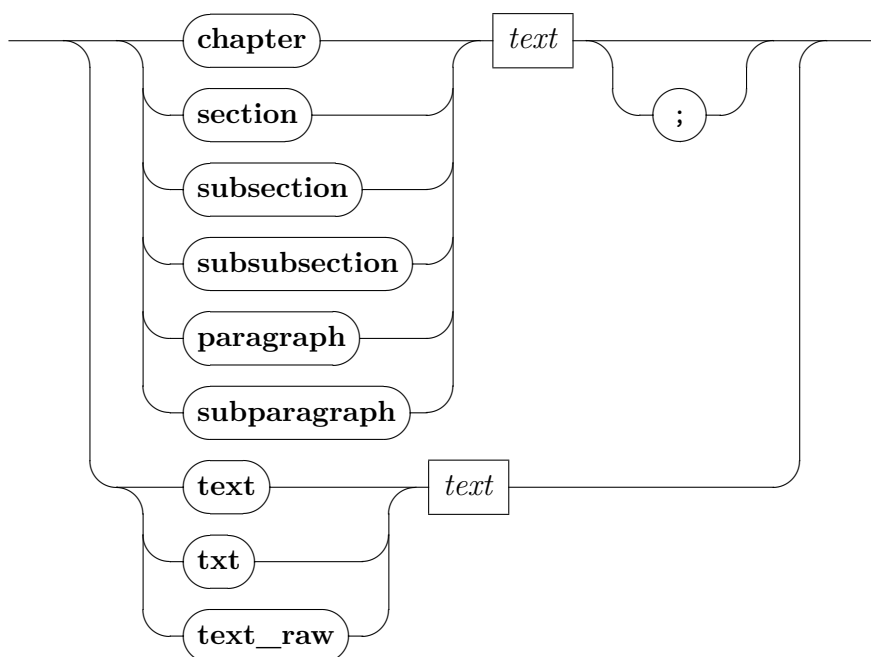 chapter text
section ;
subsection
subsubsection
paragraph
subparagraph
text text
txt
text_raw